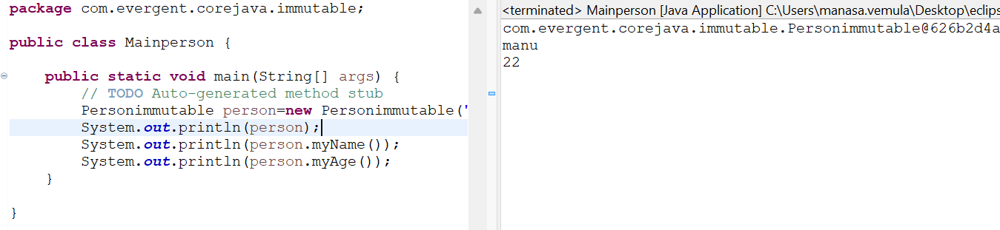 package com.evergent.corejava.immutable;
public class Mainperson {
public static void main(String[] args) {
// TODO Auto-generated method stub
Personimmutable person=new Personimmutable("
System.out.println(person);
System.out.println(person.myName());
System.out.println(person.myAge());
}
}
<terminated> Mainperson [Java Application] C:\Users\manasa.vemula\Desktop\eclips
com.evergent.corejava.immutable.Personimmutable@626b2d4a
manu
22